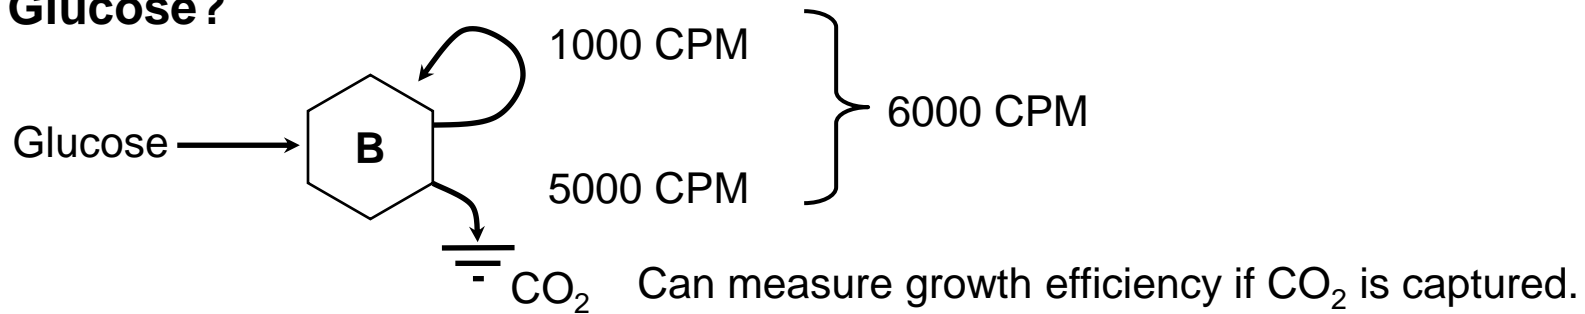 Glucose?
1000 CPM
6000 CPM
Glucose
B
5000 CPM
CO₂ Can measure growth efficiency if CO₂ is captured.